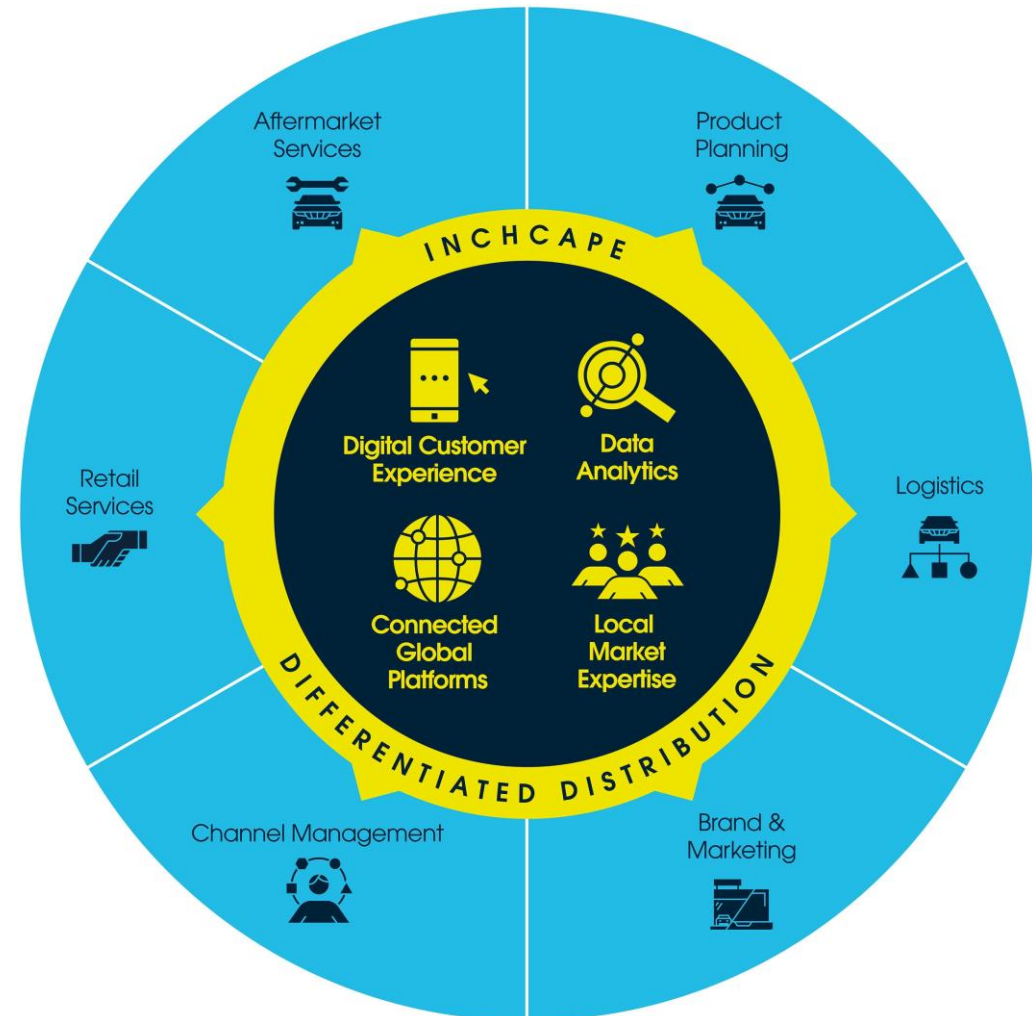 Aftermarket
Services
Product
Planning
INCHCAPE
Digital Customer
Experience
Data
Analytics
Retail
Services
Logistics
Connected
Global
Platforms
Local
Market
Expertise
DIFFERENTIATED DISTRIBUTION
Channel Management
Brand &
Marketing